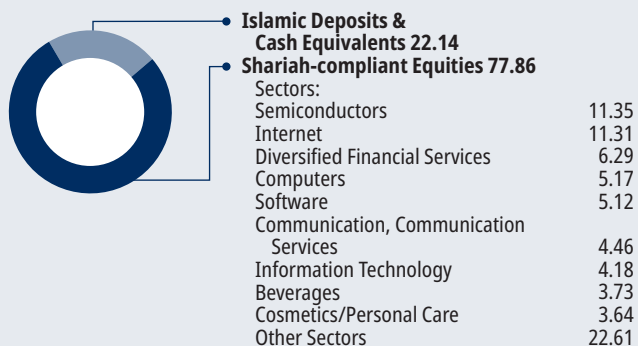 Islamic Deposits &
Cash Equivalents 22.14
Shariah-compliant Equities 77.86
Sectors:
Semiconductors 11.35
Internet 11.31
Diversified Financial Services 6.29
Computers 5.17
Software 5.12
Communication, Communication
Services 4.46
Information Technology 4.18
Beverages 3.73
Cosmetics/Personal Care 3.64
Other Sectors 22.61